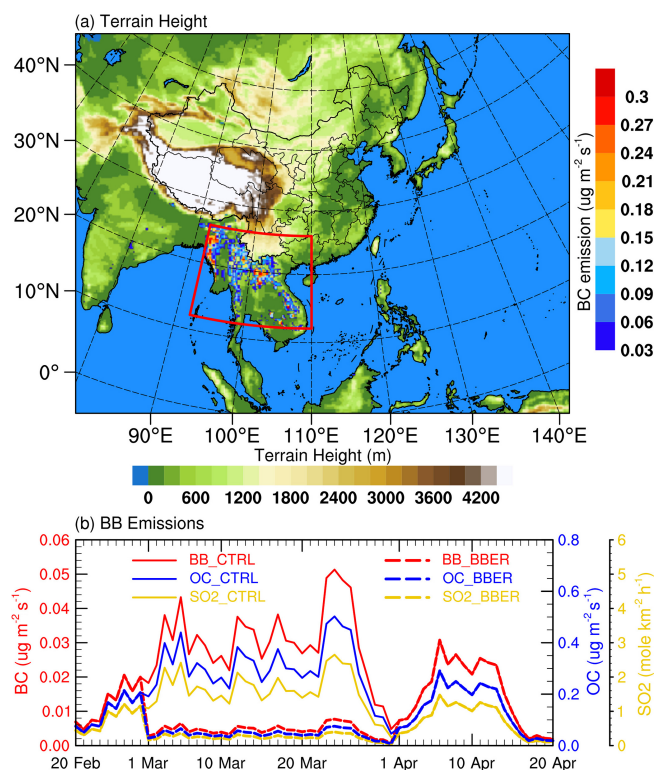 (a) Terrain Height
40°N
30°N
20°N
10°N
0°
90°E 100°E 110°E 120°E 130°E 140°E
BC emission (ug m⁻² s⁻¹)
0.3
0.27
0.24
0.21
0.18
0.15
0.12
0.09
0.06
0.03
Terrain Height (m)
0 600 1200 1800 2400 3000 3600 4200
(b) BB Emissions
BB_CTRL BB_BBER
OC_CTRL OC_BBER
SO2_CTRL SO2_BBER
BC (ug m⁻² s⁻¹)
0.06
0.05
0.04
0.03
0.02
0.01
0.00
0.8
0.6
0.4
0.2
0.0
OC (ug m⁻² s⁻¹)
6
5
4
3
2
1
0
SO2 (mole km⁻² h⁻¹)
20 Feb 1 Mar 10 Mar 20 Mar 1 Apr 10 Apr 20 Apr